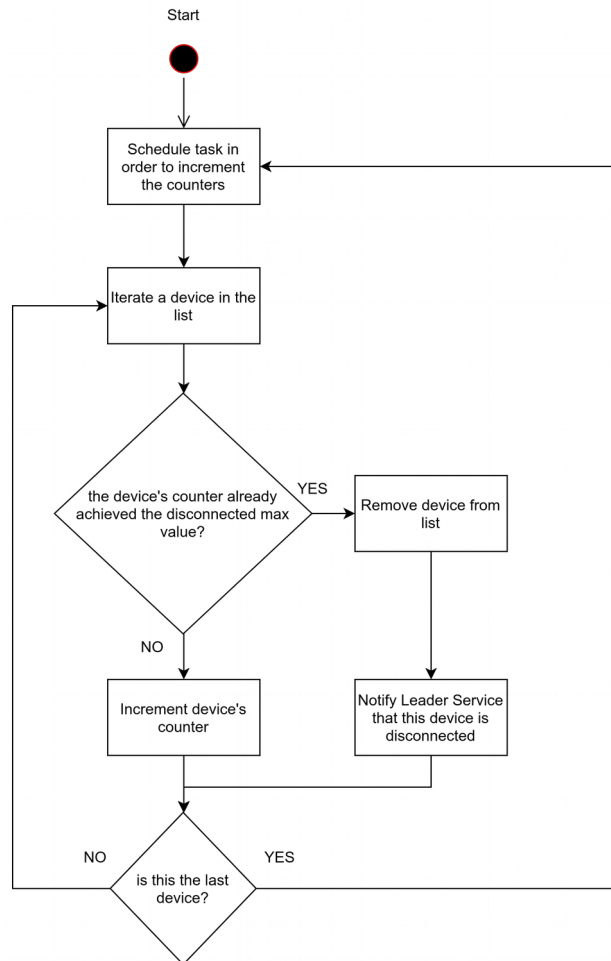 Start
Schedule task in
order to increment
the counters
Iterate a device in the
list
the device's counter already
achieved the disconnected max
value?
YES
Remove device from
list
NO
Increment device's
counter
Notify Leader Service
that this device is
disconnected
NO
YES
is this the last
device?